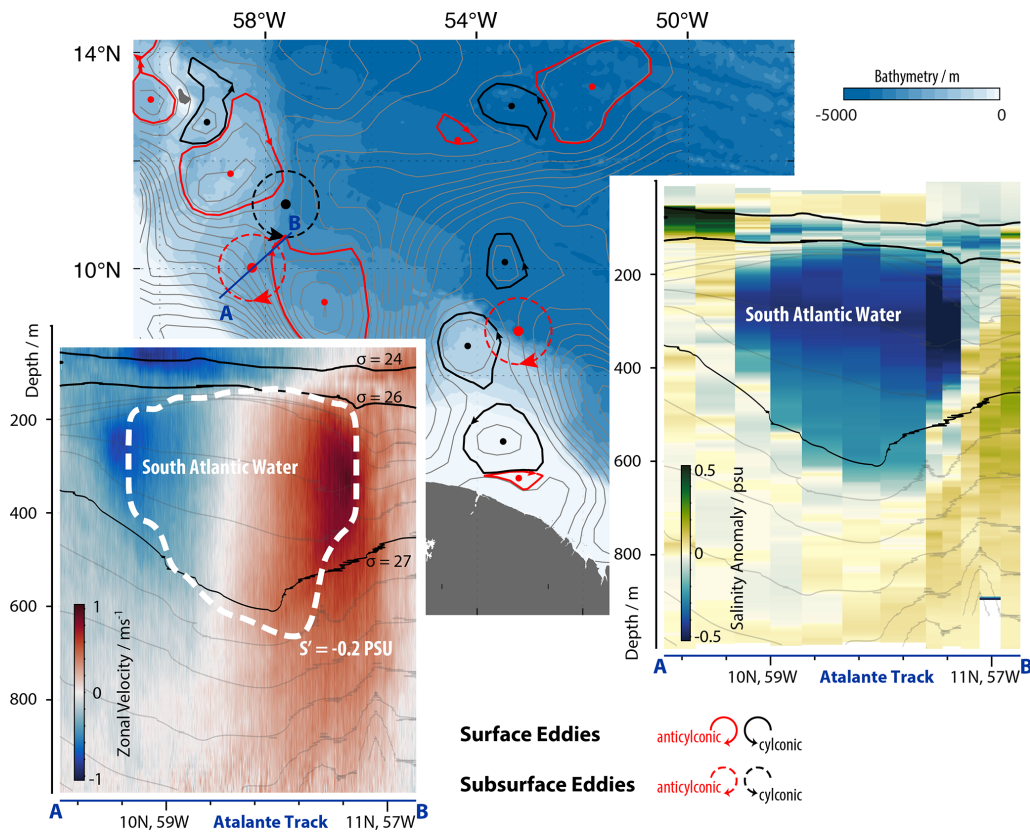 58°W 54°W 50°W
14°N
Bathymetry / m
-5000 0
B
10°N
A
200
South Atlantic Water
400
600
800
0.5
0
-0.5
Salinity Anomaly / psu
Depth / m
A B
10N, 59W Atalante Track 11N, 57W
Depth / m
σ = 24
σ = 26
200
South Atlantic Water
400
σ = 27
600
S' = -0.2 PSU
800
1
0
-1
Zonal Velocity / ms-1
A B
10N, 59W Atalante Track 11N, 57W
Surface Eddies anticylconic cylconic
Subsurface Eddies anticylconic cylconic